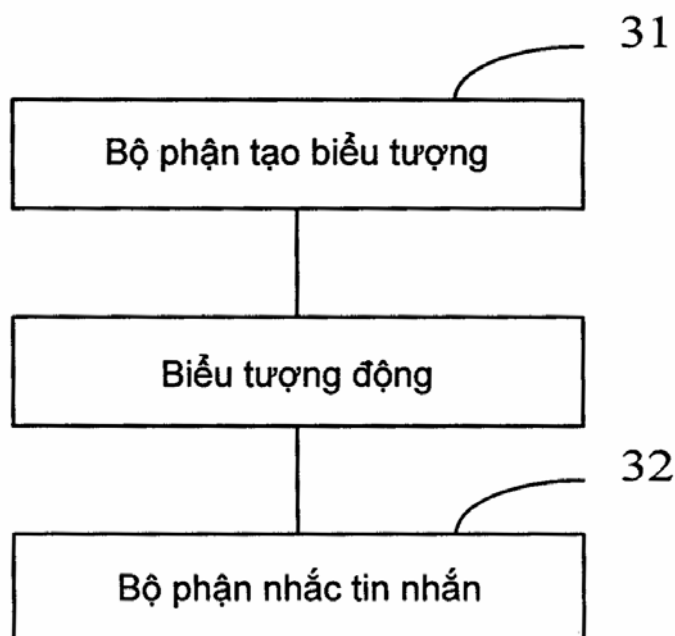 31
Bộ phận tạo biểu tượng
Biểu tượng động
32
Bộ phận nhắc tin nhắn